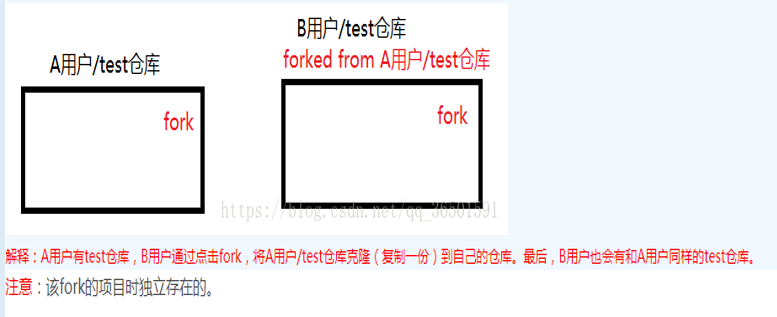 B用户/test仓库
A用户/test仓库
forked from A用户/test仓库
fork
fork
https://blog.csdn.net/qq_36501591
解释：A用户有test仓库，B用户通过点击fork，将A用户/test仓库克隆（复制一份）到自己的仓库。最后，B用户也会有和A用户同样的test仓库。
注意：该fork的项目时独立存在的。